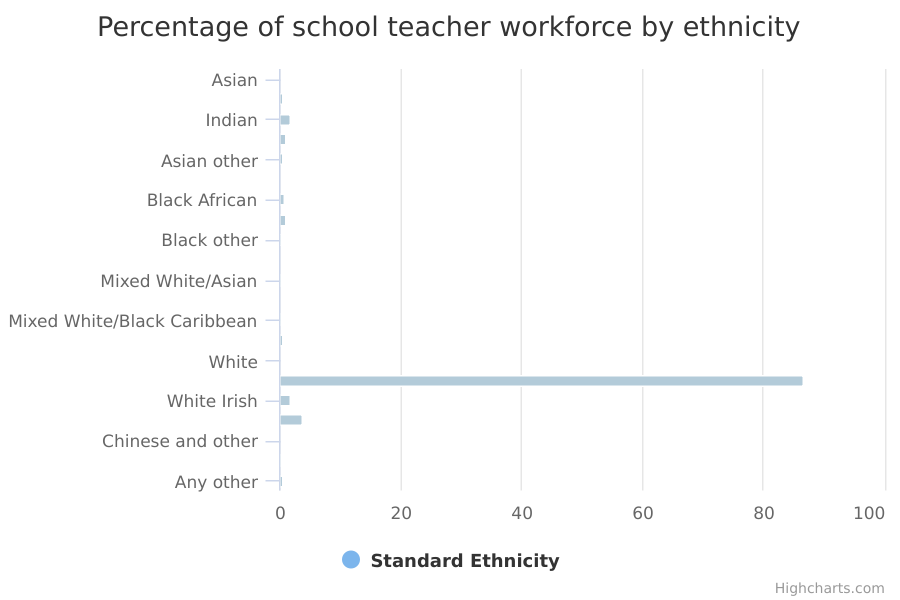 Percentage of school teacher workforce by ethnicity
Asian
Indian
Asian other
Black African
Black other
Mixed White/Asian
Mixed White/Black Caribbean
White
White Irish
Chinese and other
Any other
0 20 40 60 80 100
Standard Ethnicity
Highcharts.com